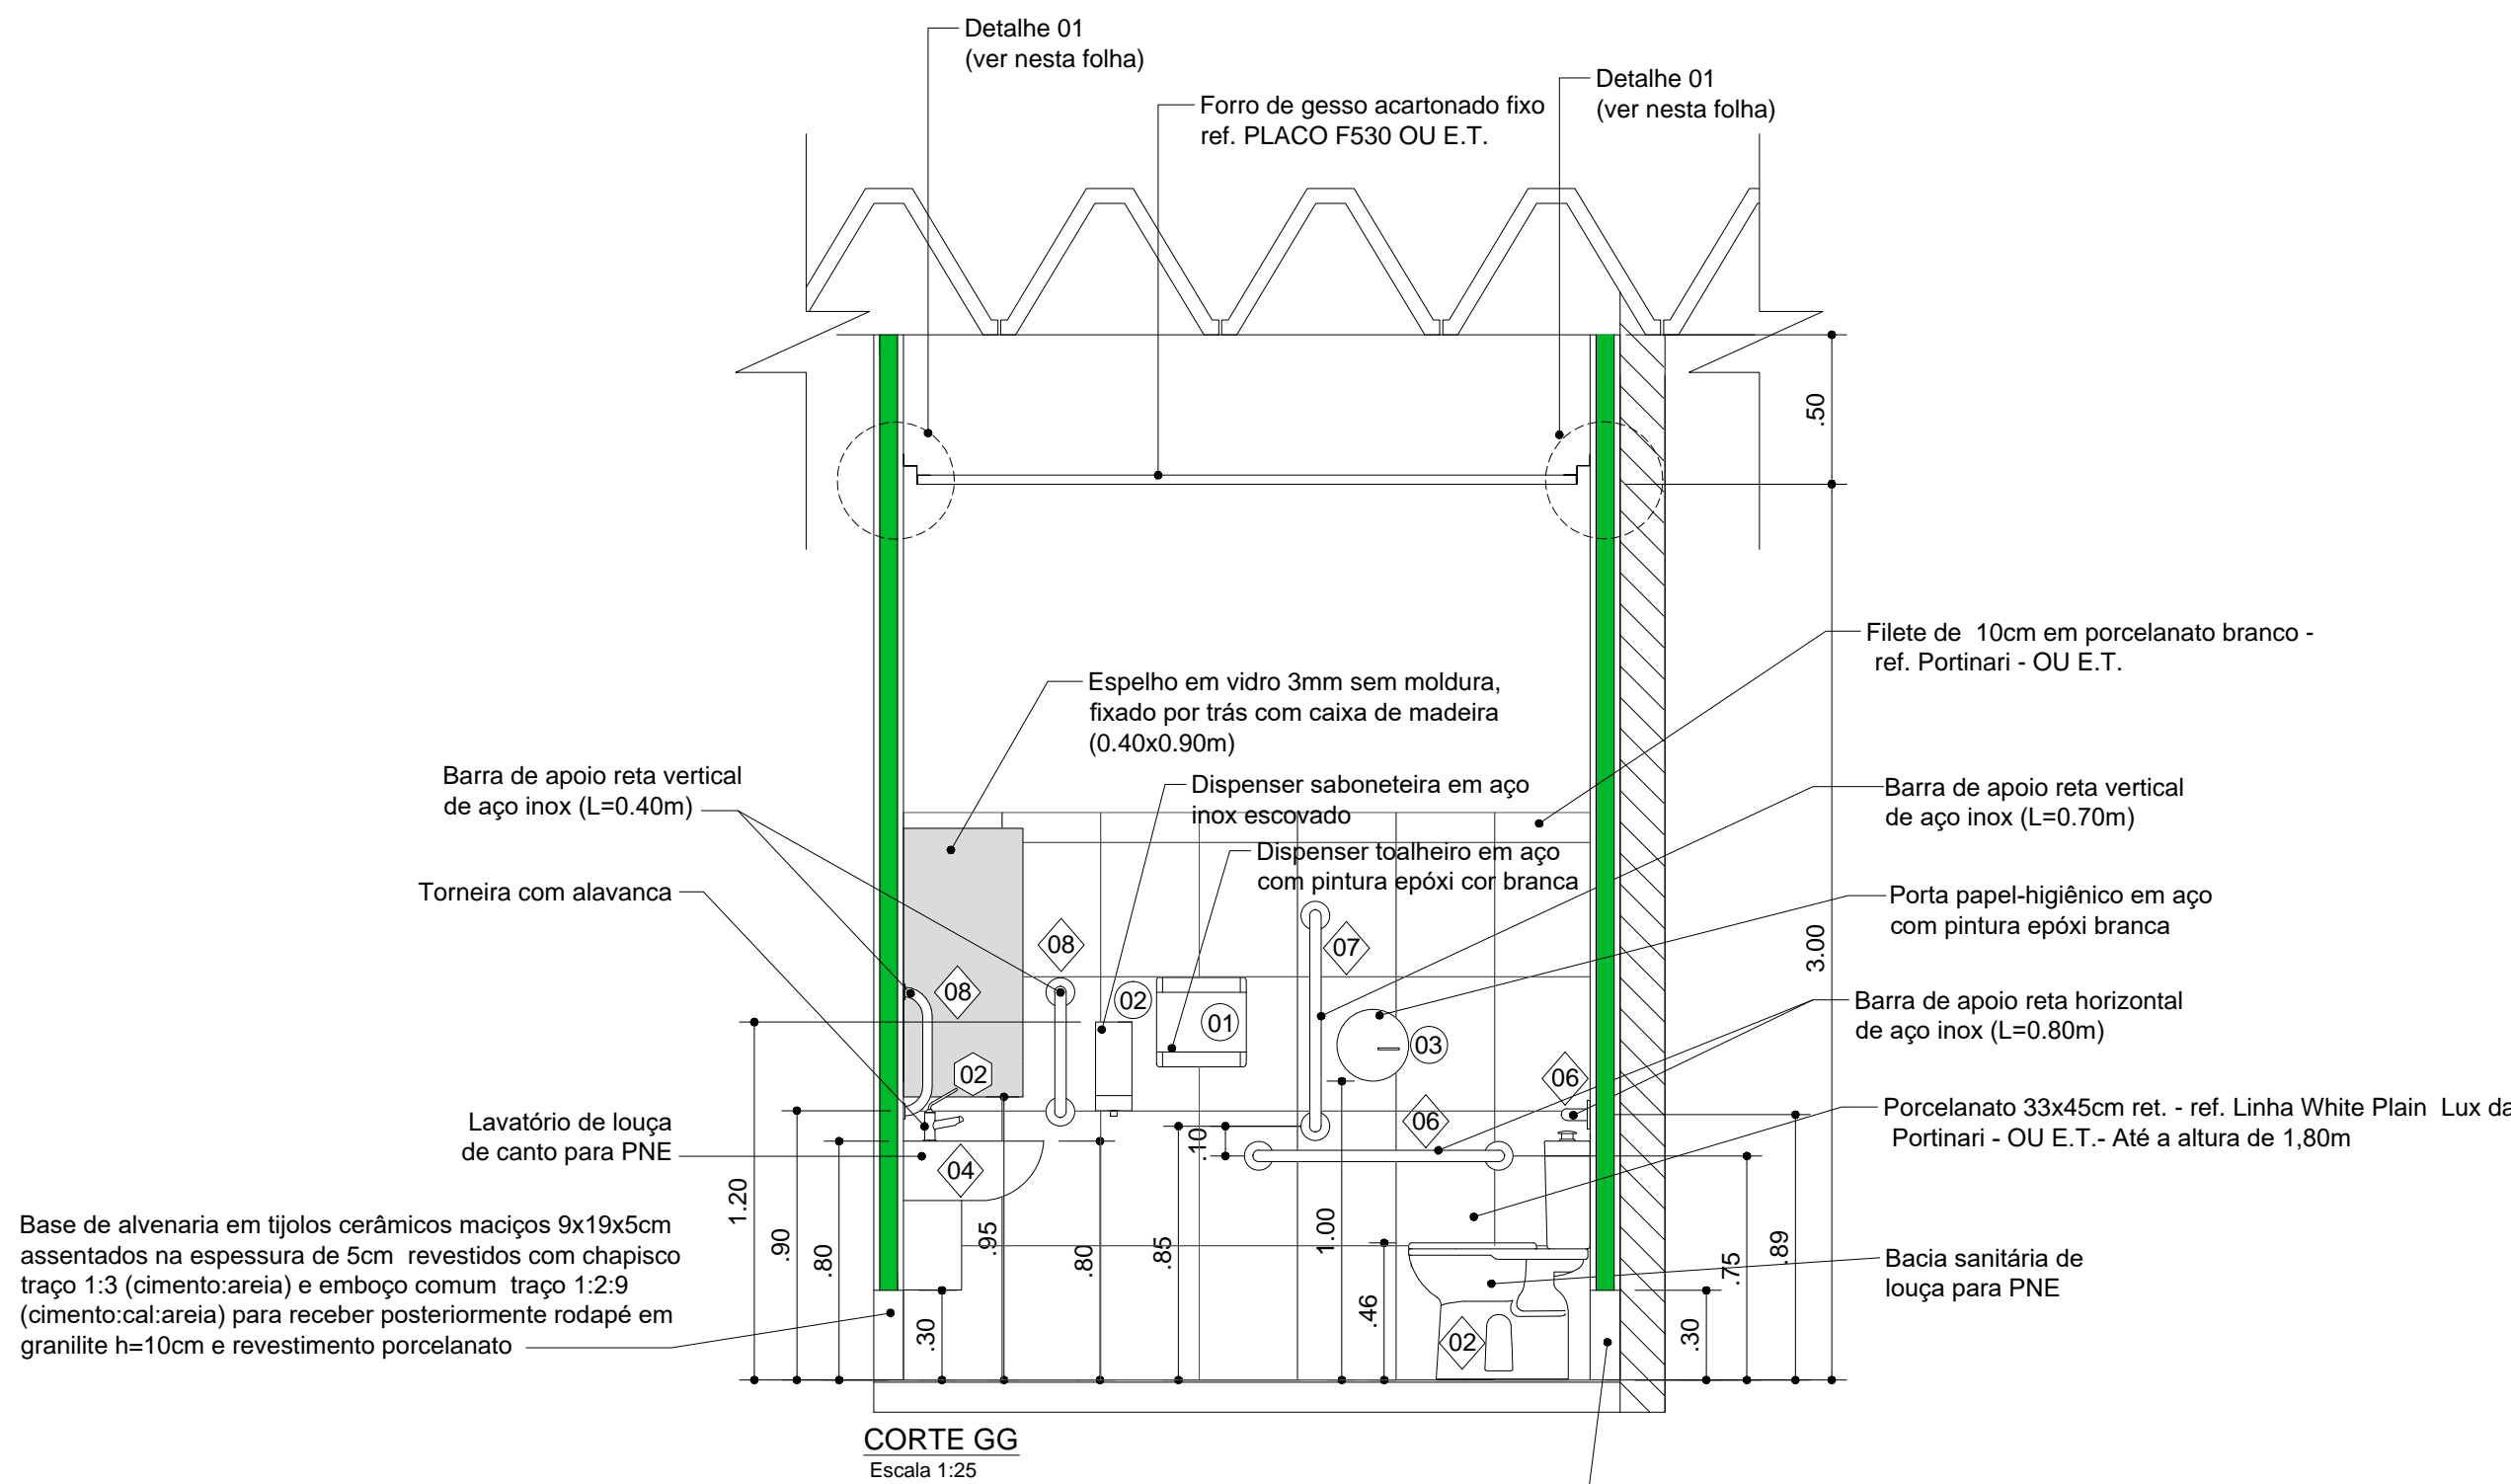 Detalhe 01
(ver nesta folha)
Detalhe 01
(ver nesta folha)
Forro de gesso acartonado fixo
ref. PLACO F530 OU E.T.
.50
Filete de  10cm em porcelanato branco -
ref. Portinari - OU E.T.
Espelho em vidro 3mm sem moldura,
fixado por trás com caixa de madeira
(0.40x0.90m)
Barra de apoio reta vertical
de aço inox (L=0.40m)
Dispenser saboneteira em aço
inox escovado
Barra de apoio reta vertical
de aço inox (L=0.70m)
Dispenser toalheiro em aço
com pintura epóxi cor branca
Torneira com alavanca
Porta papel-higiênico em aço
com pintura epóxi branca
3.00
08
07
08
02
01
03
Barra de apoio reta horizontal
de aço inox (L=0.80m)
02
06
06
Lavatório de louça
de canto para PNE
Porcelanato 33x45cm ret. - ref. Linha White Plain  Lux da
Portinari - OU E.T.- Até a altura de 1,80m
.10
04
1.20
.90
.80
.95
.80
.85
1.00
.46
.75
.89
Base de alvenaria em tijolos cerâmicos maciços 9x19x5cm
assentados na espessura de 5cm  revestidos com chapisco
traço 1:3 (cimento:areia) e emboço comum  traço 1:2:9
(cimento:cal:areia) para receber posteriormente rodapé em
granilite h=10cm e revestimento porcelanato
Bacia sanitária de
louça para PNE
.30
02
.30
CORTE GG
Escala 1:25